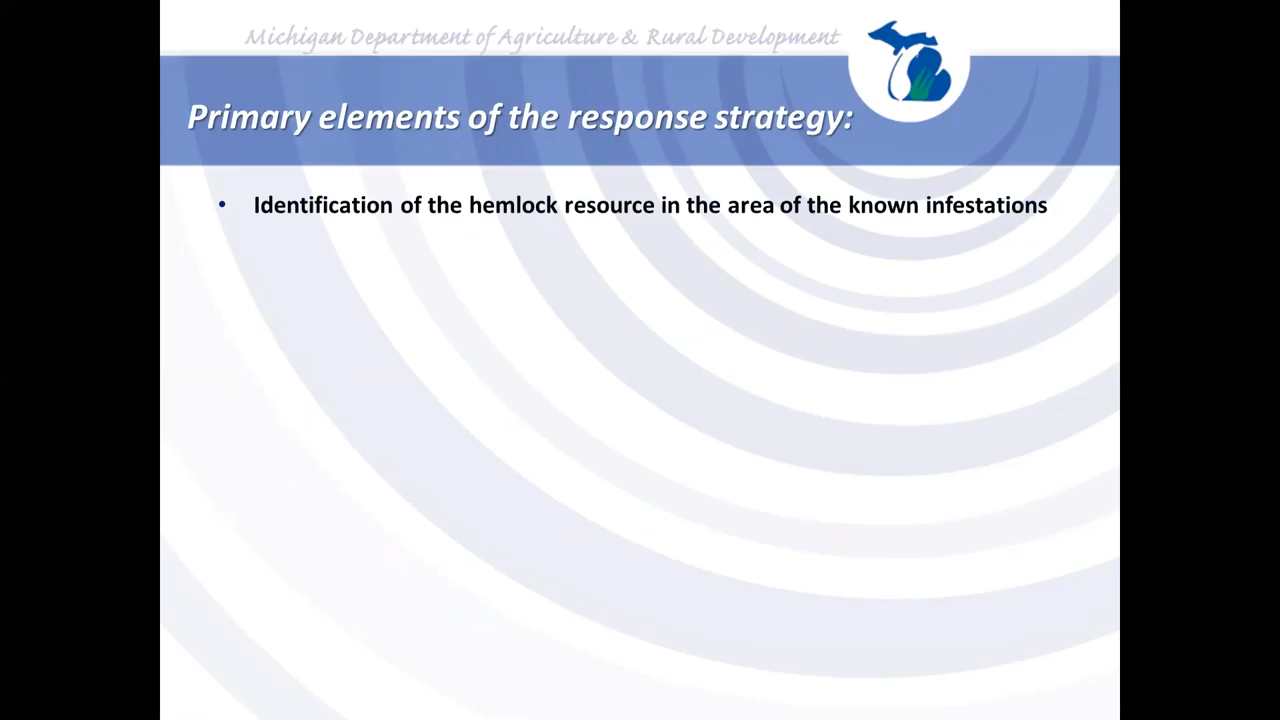 Michigan Department of Agriculture & Rural Development
Primary elements of the response strategy:
• Identification of the hemlock resource in the area of the known infestations